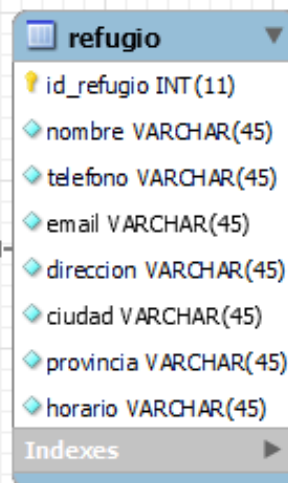 refugio
id_refugio INT(11)
nombre VARCHAR(45)
telefono VARCHAR(45)
email VARCHAR(45)
direccion VARCHAR(45)
ciudad VARCHAR(45)
provincia VARCHAR(45)
horario VARCHAR(45)
Indexes